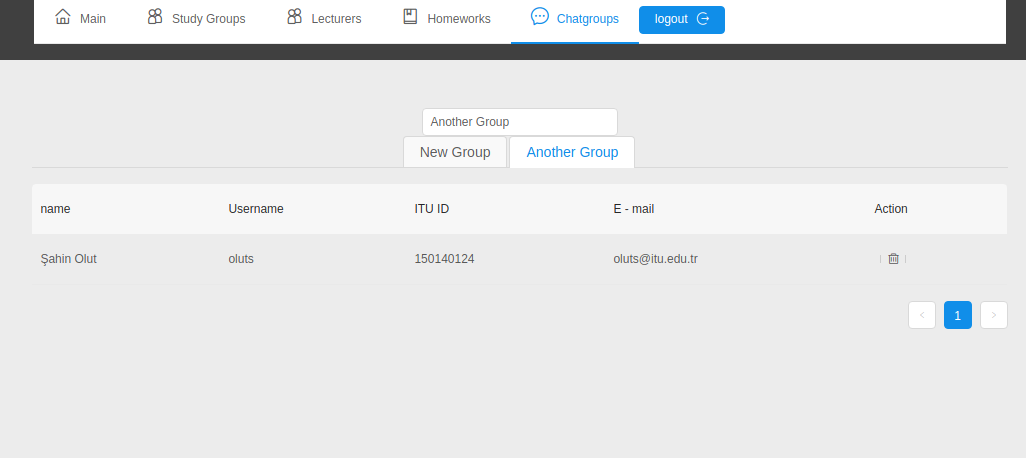 Main Study Groups Lecturers Homeworks Chatgroups logout
Another Group
New Group Another Group
name Username ITU ID E - mail Action
Şahin Olut oluts 150140124 oluts@itu.edu.tr
< 1 >